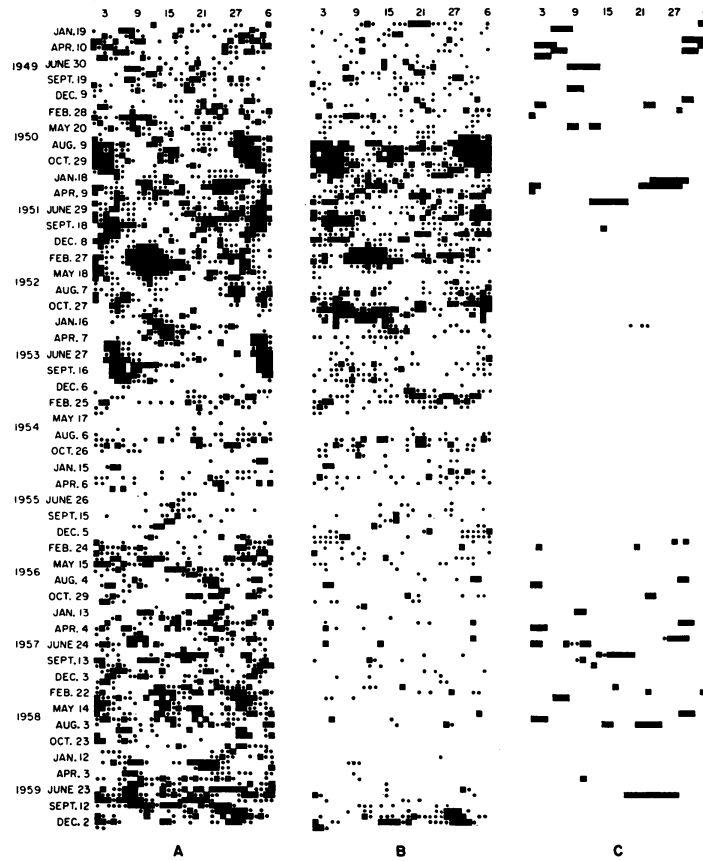 3 9 15 21 27 6 3 9 15 21 27 6 3 9 15 21 27
JAN.19
APR.10
1949 JUNE 30
SEPT. 19
DEC. 9
FEB. 28
MAY 20
1950
AUG. 9
OCT. 29
JAN.18
APR. 9
1951 JUNE 29
SEPT. 18
DEC. 8
FEB. 27
MAY 18
1952
AUG. 7
OCT. 27
JAN.16
APR. 7
1953 JUNE 27
SEPT. 16
DEC. 6
FEB. 25
MAY 17
1954
AUG. 6
OCT. 26
JAN. 15
APR. 6
1955 JUNE 26
SEPT. 15
DEC. 5
FEB. 24
MAY 15
1956
AUG. 4
OCT. 29
JAN. 13
APR. 4
1957 JUNE 24
SEPT. 13
DEC. 3
FEB. 22
MAY 14
1958
AUG. 3
OCT. 23
JAN. 12
APR. 3
1959 JUNE 23
SEPT. 12
DEC. 2
A B C